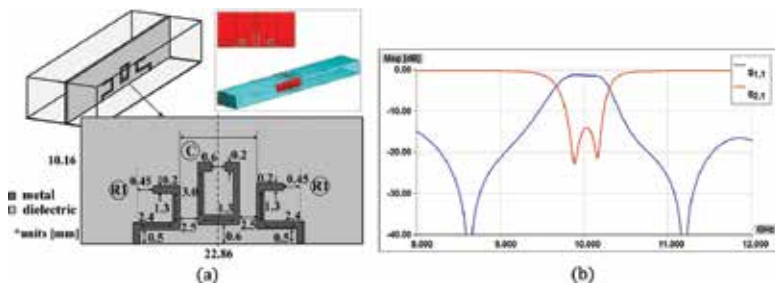 C
0.6
0.2
10.16
0.45
0.2
0.2
0.45
R1
3.0
R1
metal
dielectric
1.3
1.3
1.3
*units [mm]
2.4
2.5
2.5
2.4
0.5
0.6
0.5
22.86
(a)
Mag [dB]
0.00
-10.00
-20.00
-30.00
-40.00
S1,1
S2,1
8.000
9.000
10.000
11.000
12.000
(b)